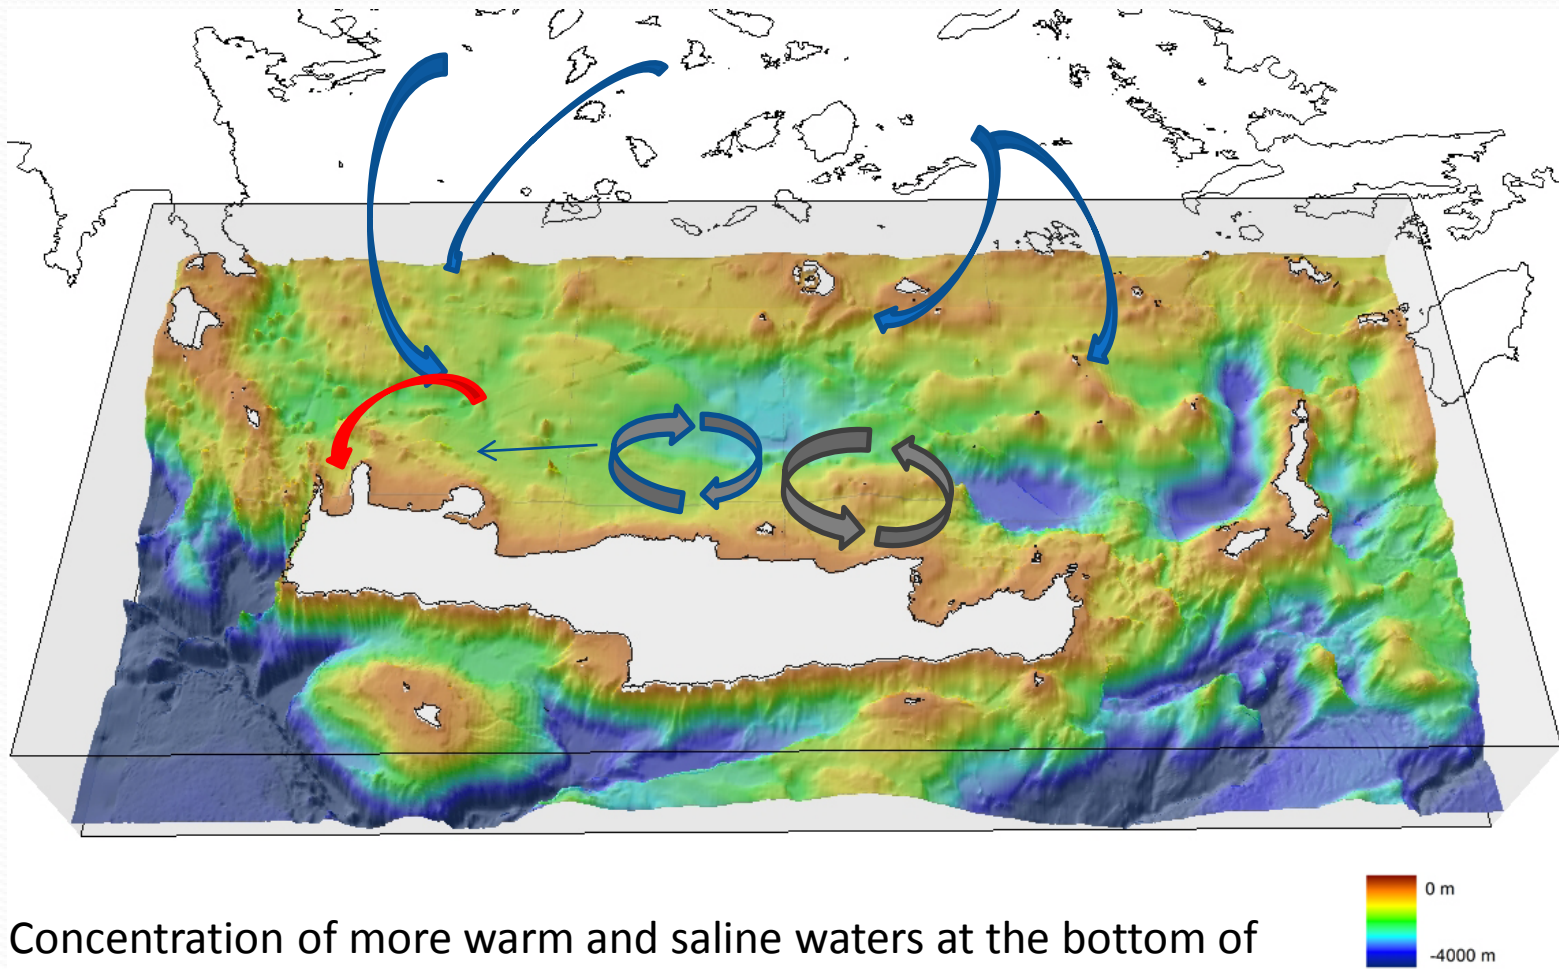 0 m
-4000 m
Concentration of more warm and saline waters at the bottom of